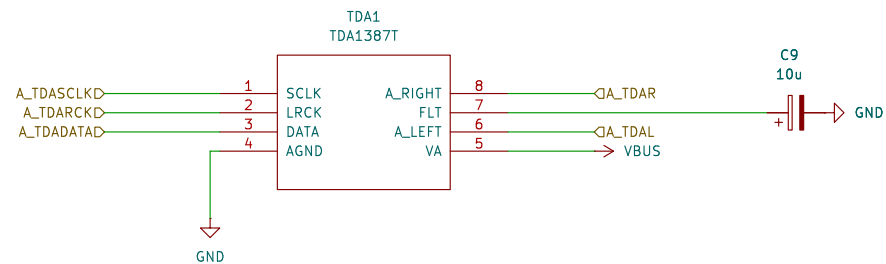 TDA1
TDA1387T
C9
10u
A_TDASCLK 1 SCLK A_RIGHT 8 A_TDAR
A_TDARCK 2 LRCK FLT 7 + GND
A_TDADATA 3 DATA A_LEFT 6 A_TDAL
4 AGND VA 5 VBUS
GND